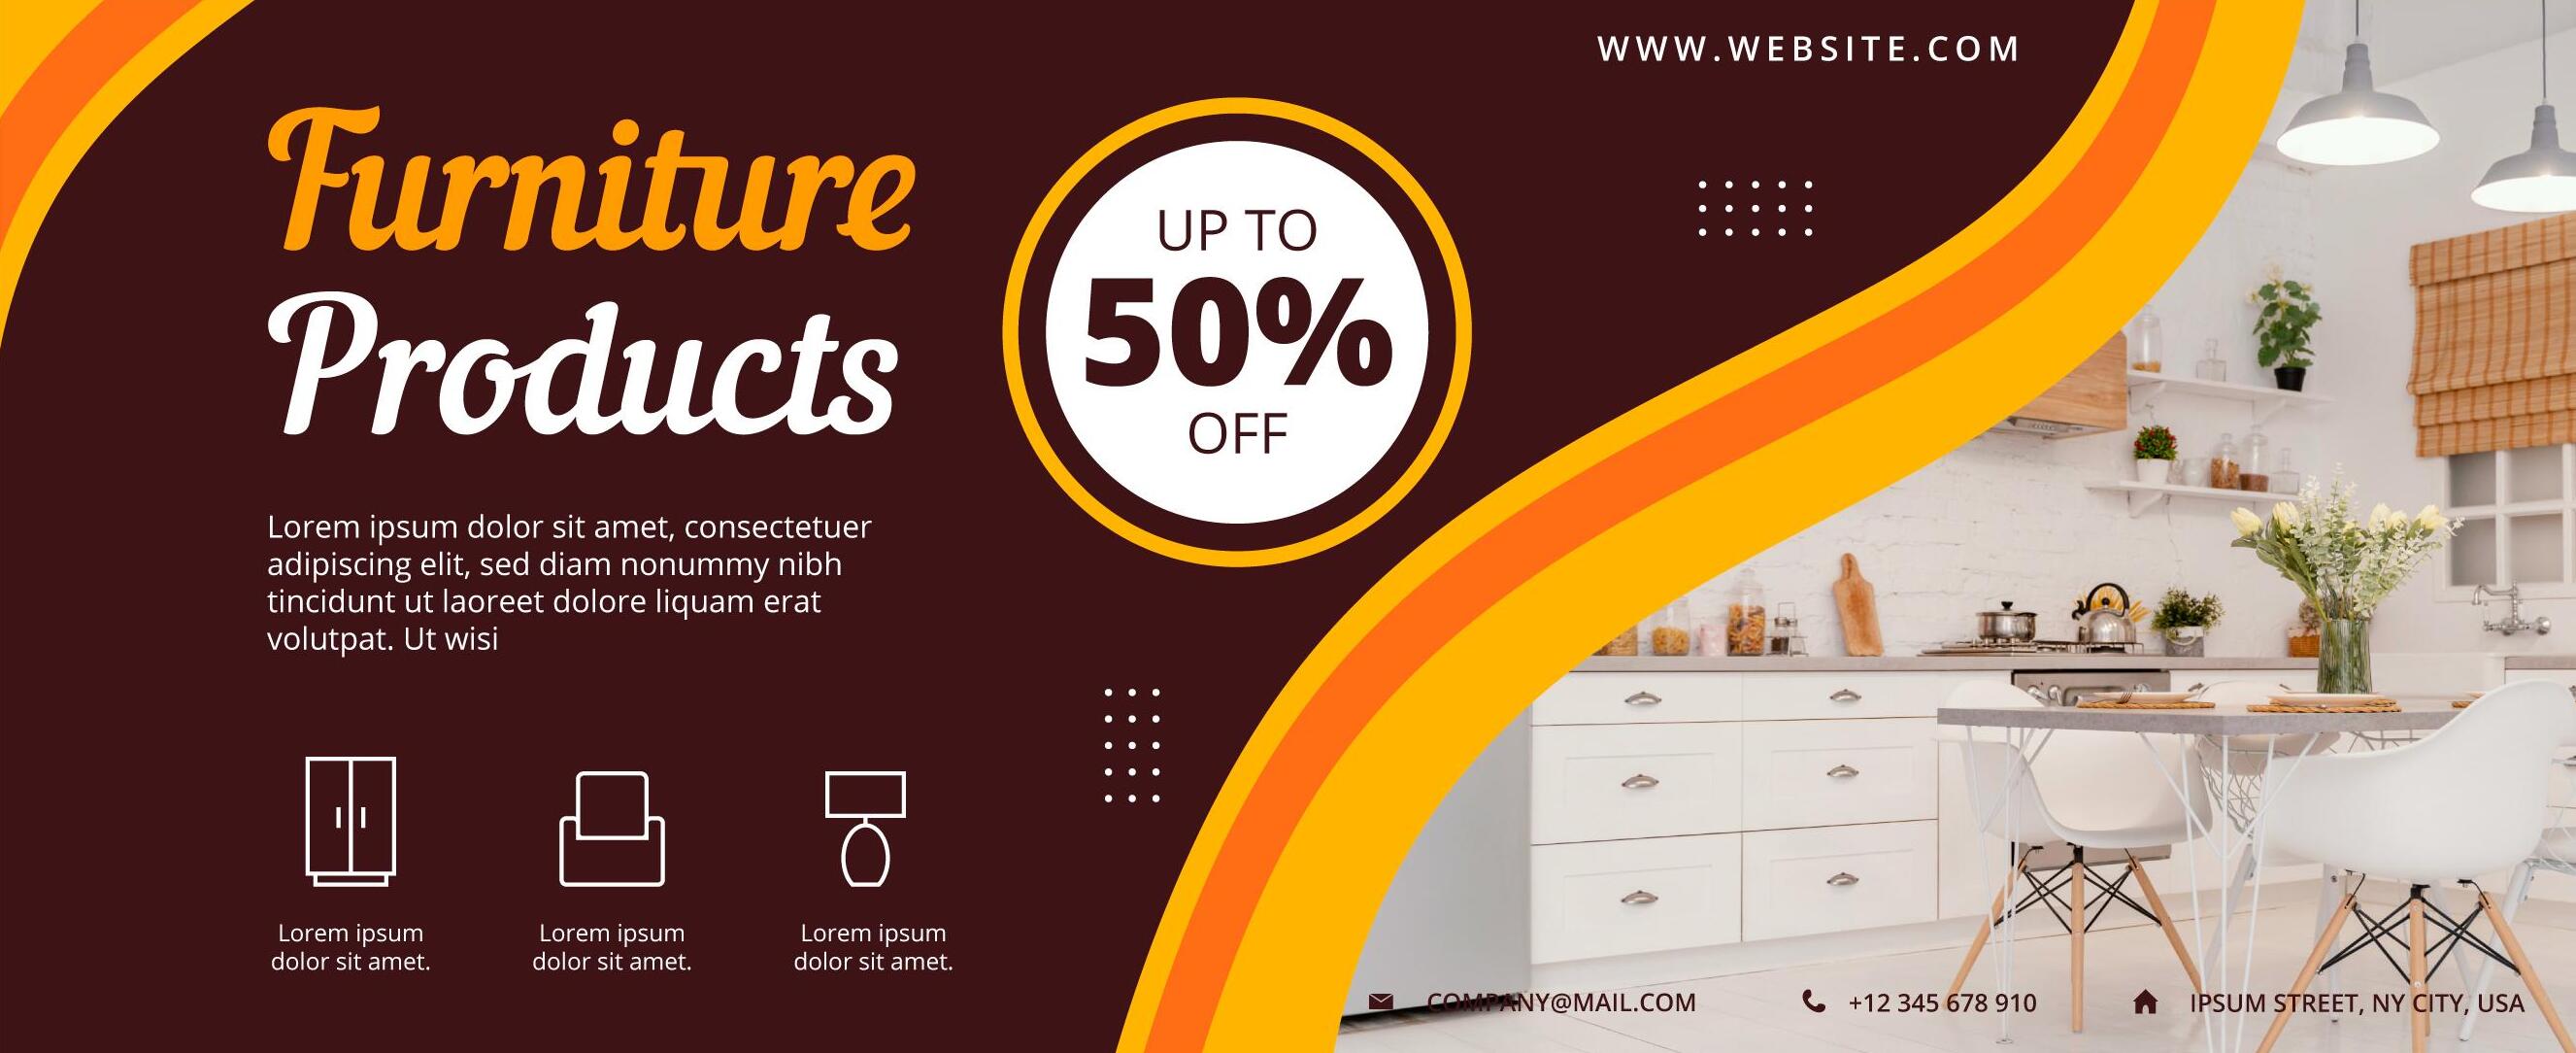 WWW.WEBSITE.COM
Furniture
Products
UP TO
50%
OFF
Lorem ipsum dolor sit amet, consectetuer
adipiscing elit, sed diam nonummy nibh
tincidunt ut laoreet dolore liquam erat
volutpat. Ut wisi
Lorem ipsum
dolor sit amet.
Lorem ipsum
dolor sit amet.
Lorem ipsum
dolor sit amet.
COMPANY@MAIL.COM
+12 345 678 910
IPSUM STREET, NY CITY, USA